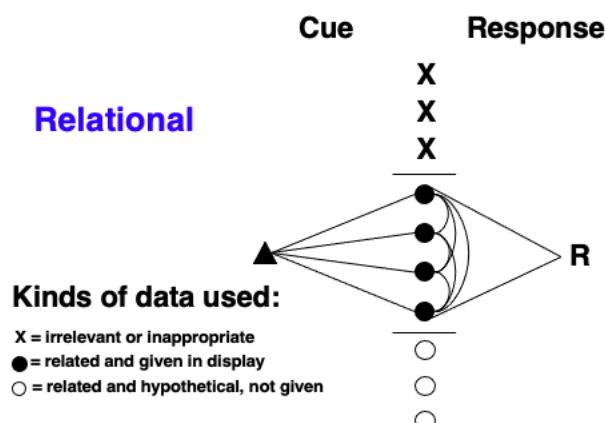 Cue Response
X
X
Relational
X
R
Kinds of data used:
X = irrelevant or inappropriate
= related and given in display
= related and hypothetical, not given